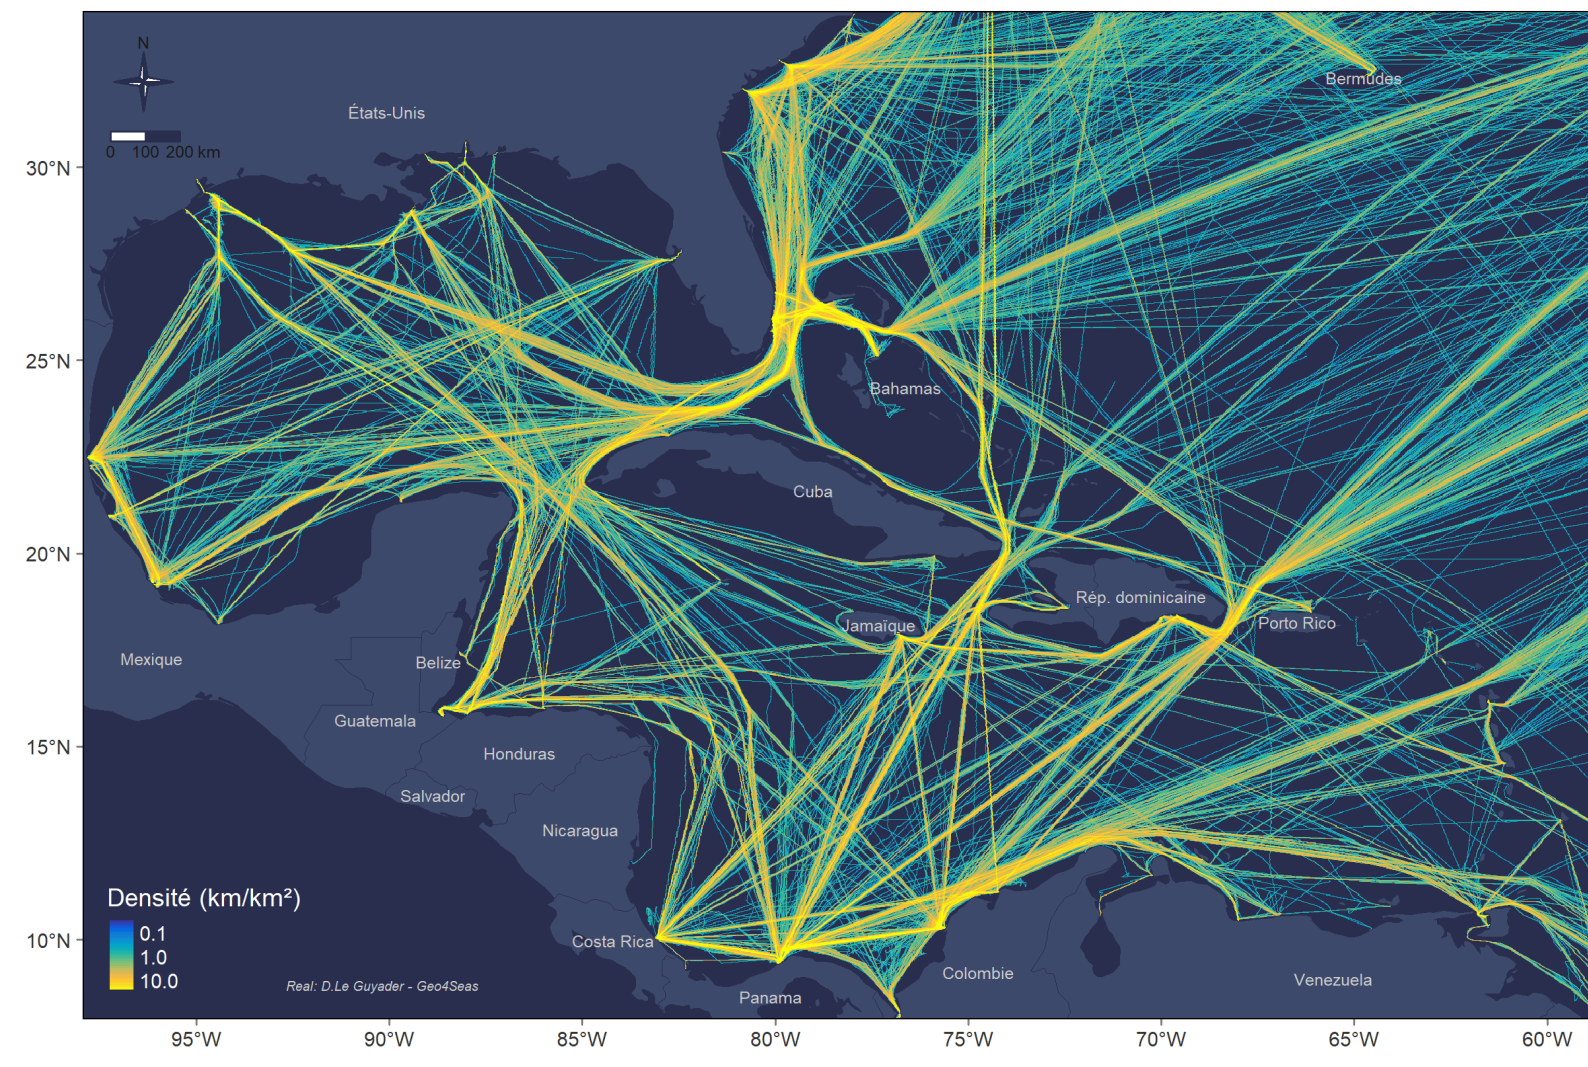 N
Bermudes
États-Unis
0 100 200 km
30°N
25°N
Bahamas
Cuba
20°N
Rép. dominicaine
Porto Rico
Jamaïque
Mexique
Belize
Guatemala
15°N
Honduras
Salvador
Nicaragua
Densité (km/km²)
0.1
1.0
10.0
10°N
Costa Rica
Colombie
Venezuela
Real: D.Le Guyader - Geo4Seas
Panama
95°W 90°W 85°W 80°W 75°W 70°W 65°W 60°W